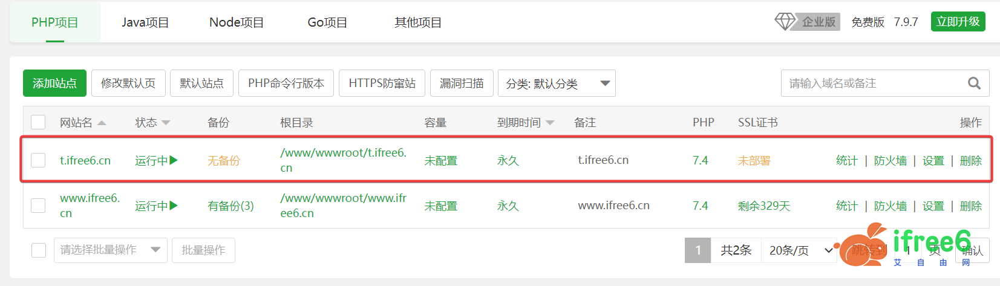 PHP项目 Java项目 Node项目 Go项目 其他项目 企业版 免费版 7.9.7 立即升级
添加站点 修改默认页 默认站点 PHP命令行版本 HTTPS防窜站 漏洞扫描 分类: 默认分类 请输入域名或备注
网站名 状态 备份 根目录 容量 到期时间 备注 PHP SSL证书 操作
t.ifree6.cn 运行中 无备份 /www/wwwroot/t.ifree6.
cn 未配置 永久 t.ifree6.cn 7.4 未部署 统计 | 防火墙 | 设置 | 删除
www.ifree6.
cn 运行中 有备份(3) /www/wwwroot/www.ifr
ee6.cn 未配置 永久 www.ifree6.cn 7.4 剩余329天 统计 | 防火墙 | 设置 | 删除
请选择批量操作 批量操作 1 共2条 20条/页 跳转到 1 页 确认
ifree6
艾自由网